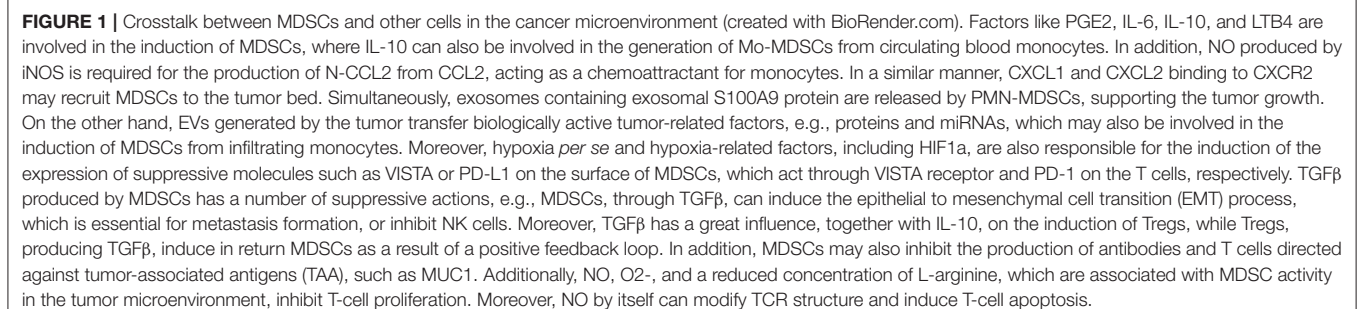 FIGURE 1 | Crosstalk between MDSCs and other cells in the cancer microenvironment (created with BioRender.com). Factors like PGE2, IL-6, IL-10, and LTB4 are
involved in the induction of MDSCs, where IL-10 can also be involved in the generation of Mo-MDSCs from circulating blood monocytes. In addition, NO produced by
iNOS is required for the production of N-CCL2 from CCL2, acting as a chemoattractant for monocytes. In a similar manner, CXCL1 and CXCL2 binding to CXCR2
may recruit MDSCs to the tumor bed. Simultaneously, exosomes containing exosomal S100A9 protein are released by PMN-MDSCs, supporting the tumor growth.
On the other hand, EVs generated by the tumor transfer biologically active tumor-related factors, e.g., proteins and miRNAs, which may also be involved in the
induction of MDSCs from infiltrating monocytes. Moreover, hypoxia per se and hypoxia-related factors, including HIF1a, are also responsible for the induction of the
expression of suppressive molecules such as VISTA or PD-L1 on the surface of MDSCs, which act through VISTA receptor and PD-1 on the T cells, respectively. TGFβ
produced by MDSCs has a number of suppressive actions, e.g., MDSCs, through TGFβ, can induce the epithelial to mesenchymal cell transition (EMT) process,
which is essential for metastasis formation, or inhibit NK cells. Moreover, TGFβ has a great influence, together with IL-10, on the induction of Tregs, while Tregs,
producing TGFβ, induce in return MDSCs as a result of a positive feedback loop. In addition, MDSCs may also inhibit the production of antibodies and T cells directed
against tumor-associated antigens (TAA), such as MUC1. Additionally, NO, O2-, and a reduced concentration of L-arginine, which are associated with MDSC activity
in the tumor microenvironment, inhibit T-cell proliferation. Moreover, NO by itself can modify TCR structure and induce T-cell apoptosis.